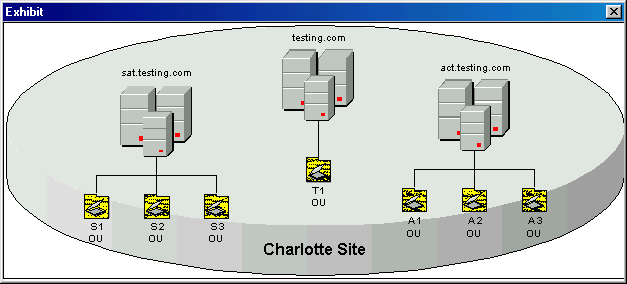 Exhibit
testing.com
sat.testing.com
act.testing.com
T1
OU
S1
OU
S2
OU
S3
OU
A1
OU
A2
OU
A3
OU
Charlotte Site